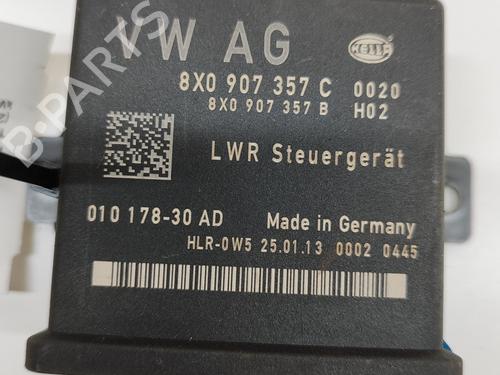 VW AG
HELLA
8X0 907 357 C 0020
8X0 907 357 B H02
LWR Steuergerät
010 178-30 AD Made in Germany
HLR-0W5 25.01.13 0002 0445
B-PARTS